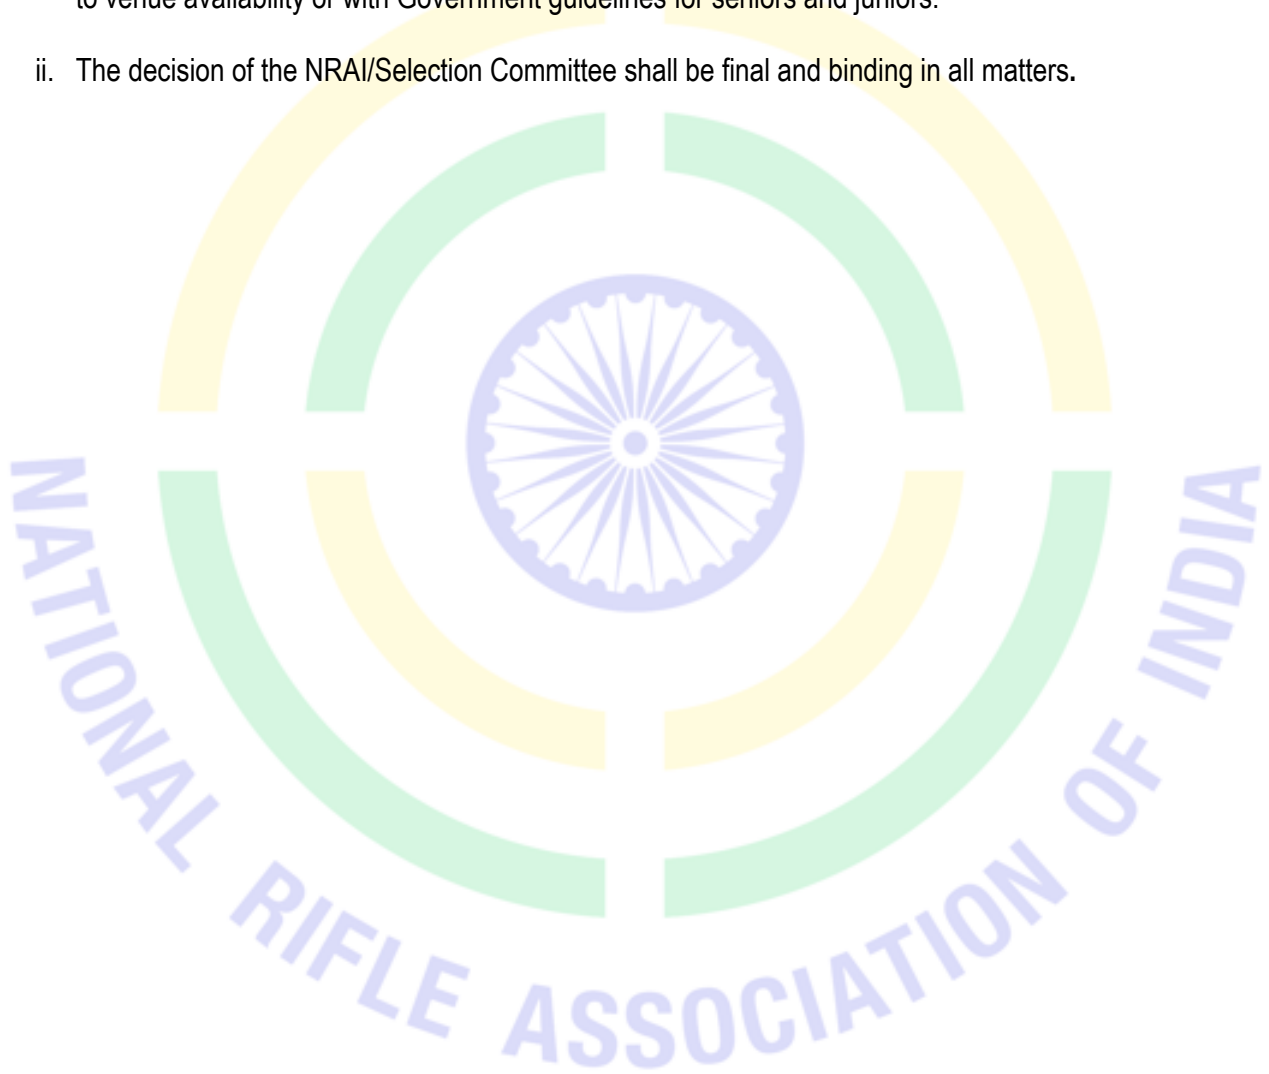 to venue availability or with Government guidelines for seniors and juniors.
ii. The decision of the NRAI/Selection Committee shall be final and binding in all matters.
NATIONAL RIFLE ASSOCIATION OF INDIA